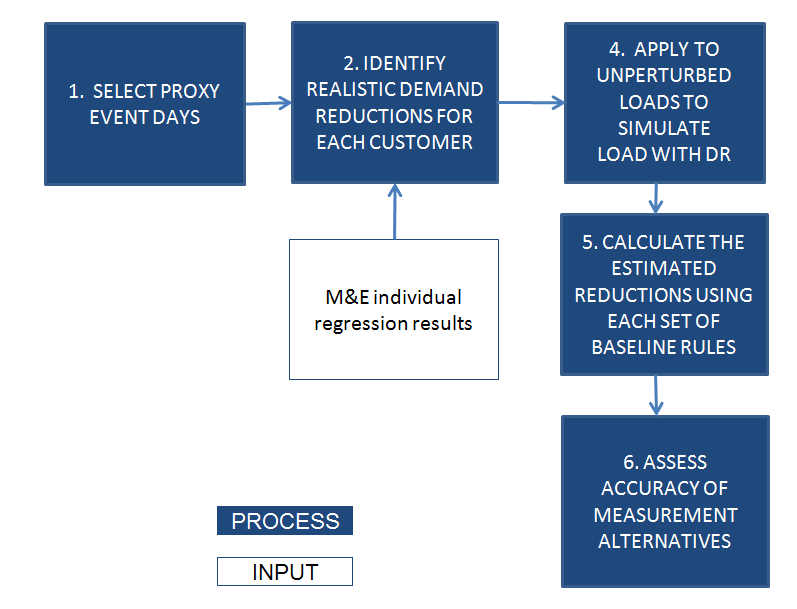 1. SELECT PROXY
EVENT DAYS
2. IDENTIFY
REALISTIC DEMAND
REDUCTIONS FOR
EACH CUSTOMER
4. APPLY TO
UNPERTURBED
LOADS TO
SIMULATE
LOAD WITH DR
M&E individual
regression results
5. CALCULATE THE
ESTIMATED
REDUCTIONS USING
EACH SET OF
BASELINE RULES
6. ASSESS
ACCURACY OF
MEASUREMENT
ALTERNATIVES
PROCESS
INPUT